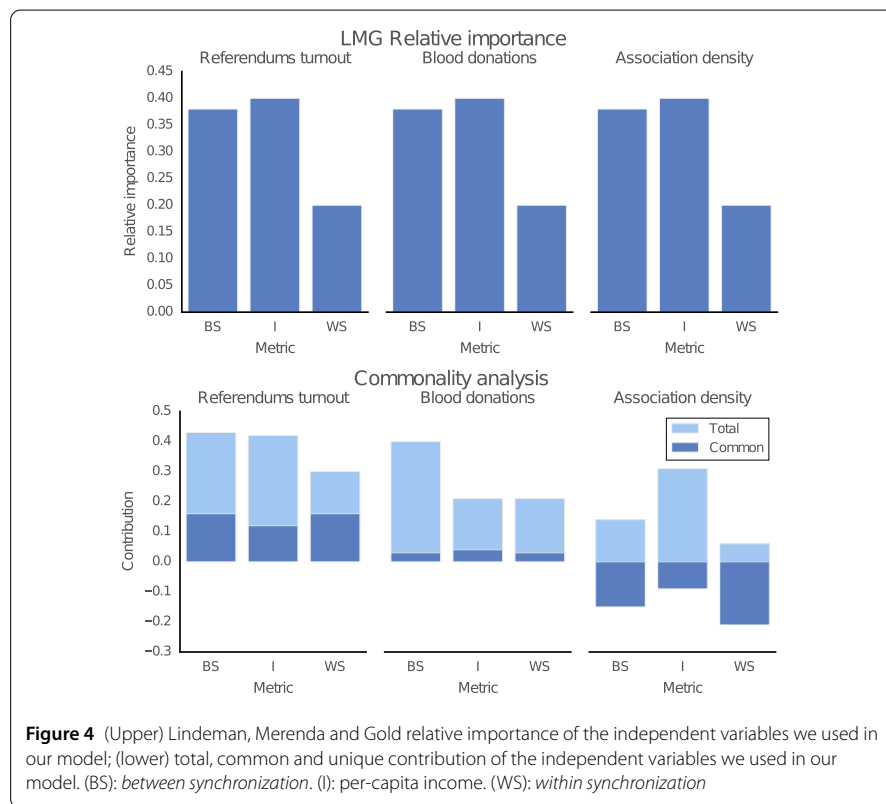 LMG Relative importance
Referendums turnout Blood donations Association density
0.45
0.40
0.35
0.30
0.25
0.20
0.15
0.10
0.05
0.00
Relative importance
BS I WS BS I WS BS I WS
Metric Metric Metric
Commonality analysis
Referendums turnout Blood donations Association density
0.5
0.4
0.3
0.2
0.1
0.0
−0.1
−0.2
−0.3
Contribution
Total
Common
BS I WS BS I WS BS I WS
Metric Metric Metric
Figure 4 (Upper) Lindeman, Merenda and Gold relative importance of the independent variables we used in
our model; (lower) total, common and unique contribution of the independent variables we used in our
model. (BS): between synchronization. (I): per-capita income. (WS): within synchronization